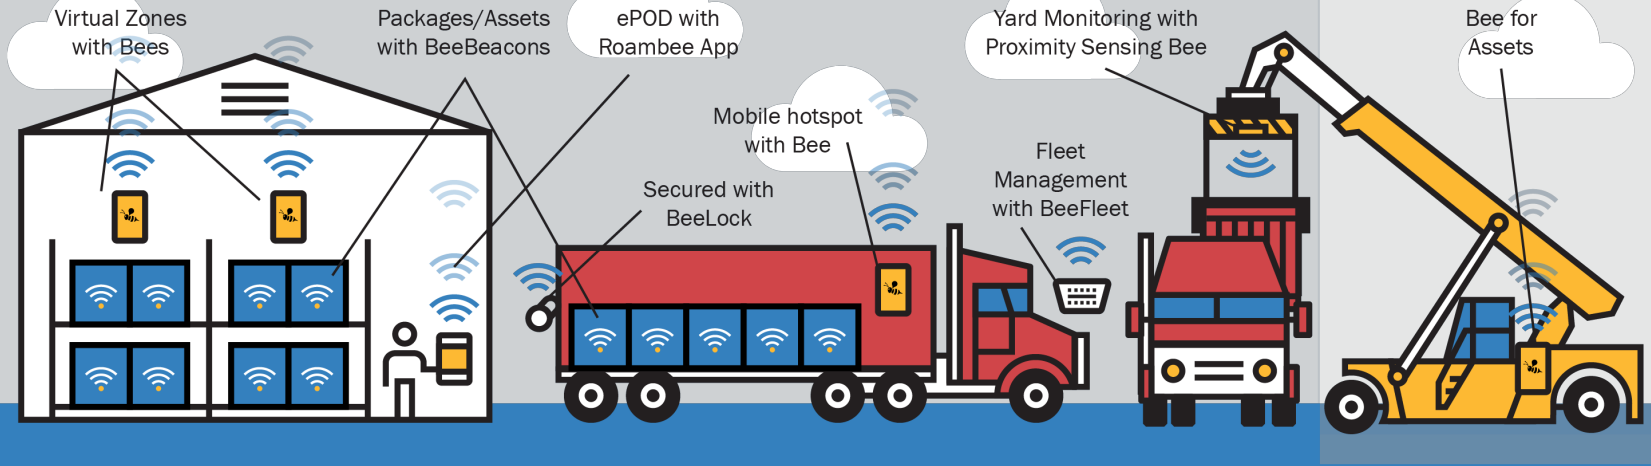 Virtual Zones
with Bees
Packages/Assets
with BeeBeacons
ePOD with
Roambee App
Mobile hotspot
with Bee
Secured with
BeeLock
Fleet
Management
with BeeFleet
Yard Monitoring with
Proximity Sensing Bee
Bee for
Assets